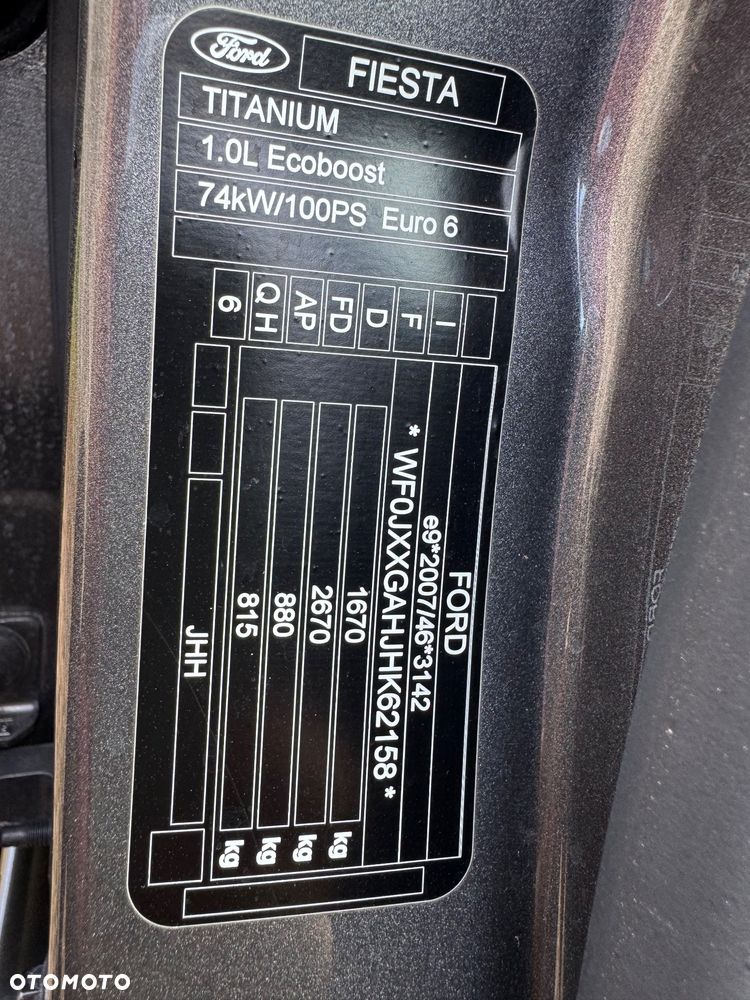 Ford
FIESTA
TITANIUM
1.0L Ecoboost
74kW/100PS Euro 6
I
F
D
FD
AP
QH
6
FORD
e9*2007/46*3142
* WF0JXXGAHJHK62158 *
1670 kg
2670 kg
880 kg
815 kg
JHH
OTOMOTO